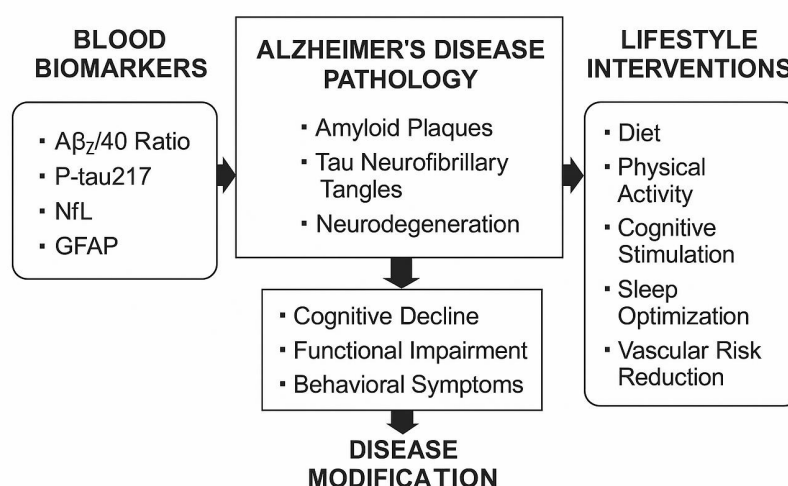 BLOOD
BIOMARKERS
▪ Aβz/40 Ratio
▪ P-tau217
▪ NfL
▪ GFAP
ALZHEIMER'S DISEASE
PATHOLOGY
▪ Amyloid Plaques
▪ Tau Neurofibrillary
Tangles
▪ Neurodegeneration
▪ Cognitive Decline
▪ Functional Impairment
▪ Behavioral Symptoms
DISEASE
MODIFICATION
LIFESTYLE
INTERVENTIONS
▪ Diet
▪ Physical
Activity
▪ Cognitive
Stimulation
▪ Sleep
Optimization
▪ Vascular Risk
Reduction